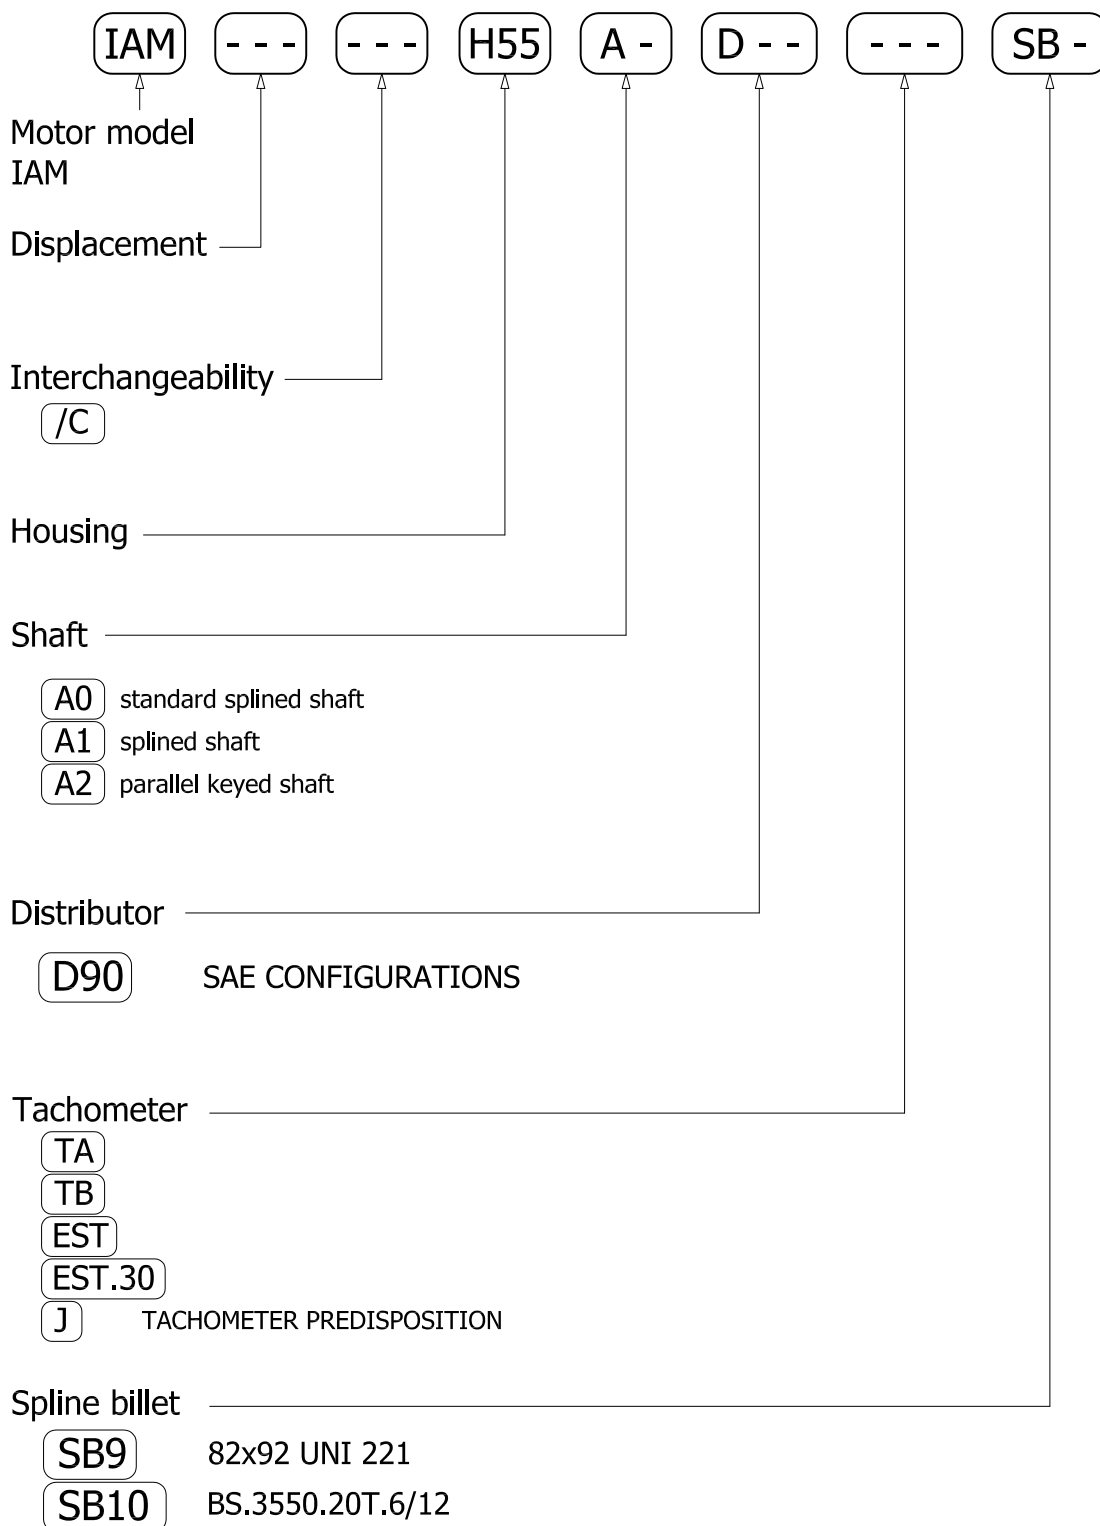 IAM - - - - - - H55 A - D - - - - - SB -
Motor model
IAM
Displacement
Interchangeability
/C
Housing
Shaft
A0 standard splined shaft
A1 splined shaft
A2 parallel keyed shaft
Distributor
D90 SAE CONFIGURATIONS
Tachometer
TA
TB
EST
EST.30
J TACHOMETER PREDISPOSITION
Spline billet
SB9 82x92 UNI 221
SB10 BS.3550.20T.6/12